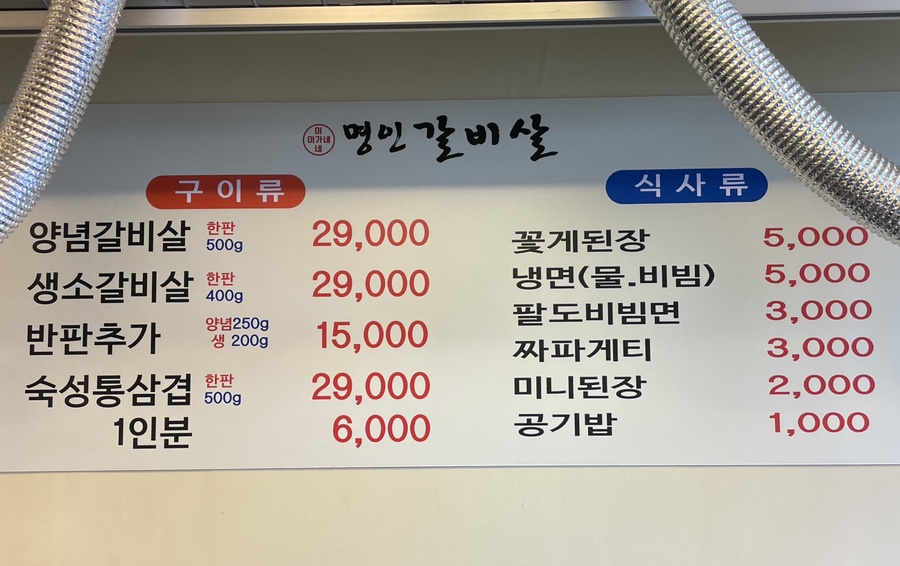 이
이가네
네
명인갈비살
구이류
양념갈비살 한판 500g 29,000
생소갈비살 한판 400g 29,000
반판추가 양념250g 생 200g 15,000
숙성통삼겹 한판 500g 29,000
1인분 6,000
식사류
꽃게된장 5,000
냉면(물.비빔) 5,000
팔도비빔면 3,000
짜파게티 3,000
미니된장 2,000
공기밥 1,000